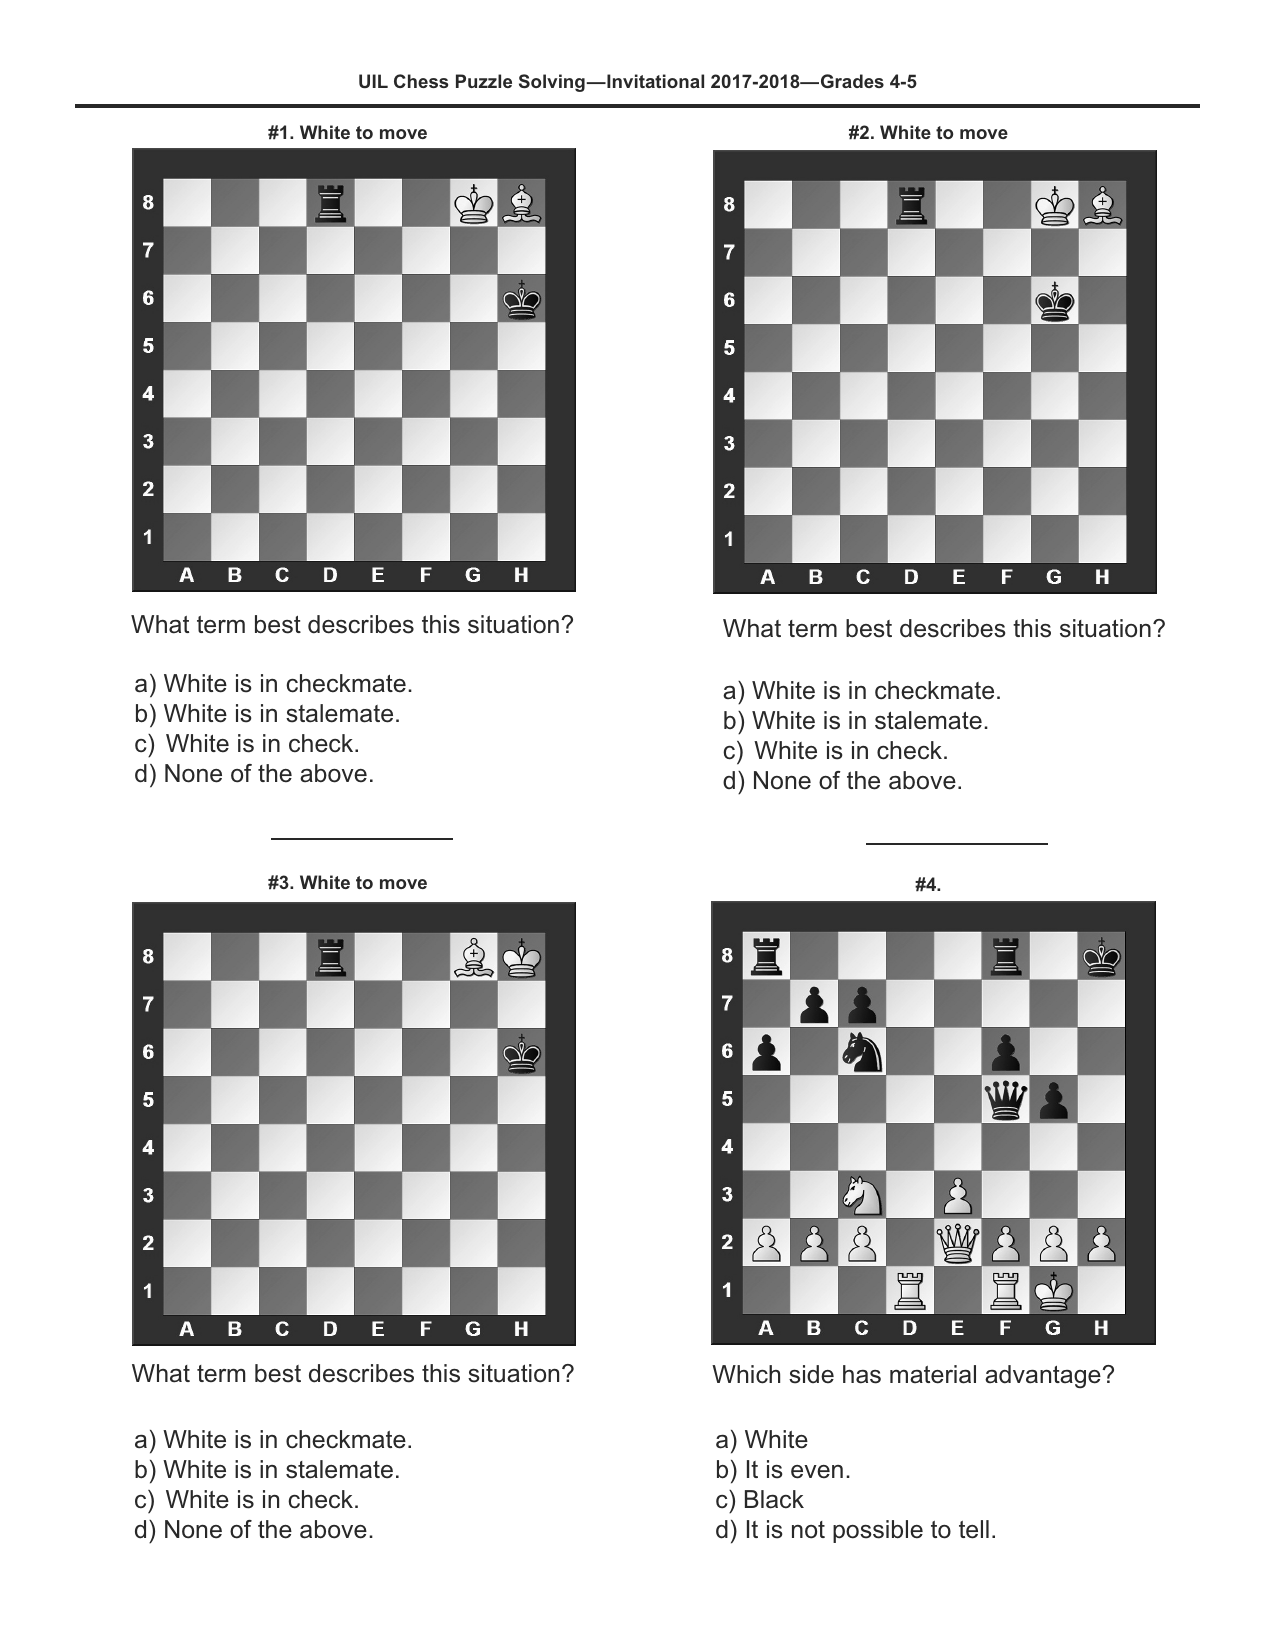 UIL Chess Puzzle Solving—Invitational 2017-2018—Grades 4-5
#1. White to move
8
7
6
5
4
3
2
1
A B C D E F G H
What term best describes this situation?
a) White is in checkmate.
b) White is in stalemate.
c) White is in check.
d) None of the above.
#2. White to move
8
7
6
5
4
3
2
1
A B C D E F G H
What term best describes this situation?
a) White is in checkmate.
b) White is in stalemate.
c) White is in check.
d) None of the above.
#3. White to move
8
7
6
5
4
3
2
1
A B C D E F G H
What term best describes this situation?
a) White is in checkmate.
b) White is in stalemate.
c) White is in check.
d) None of the above.
#4.
8
7
6
5
4
3
2
1
A B C D E F G H
Which side has material advantage?
a) White
b) It is even.
c) Black
d) It is not possible to tell.